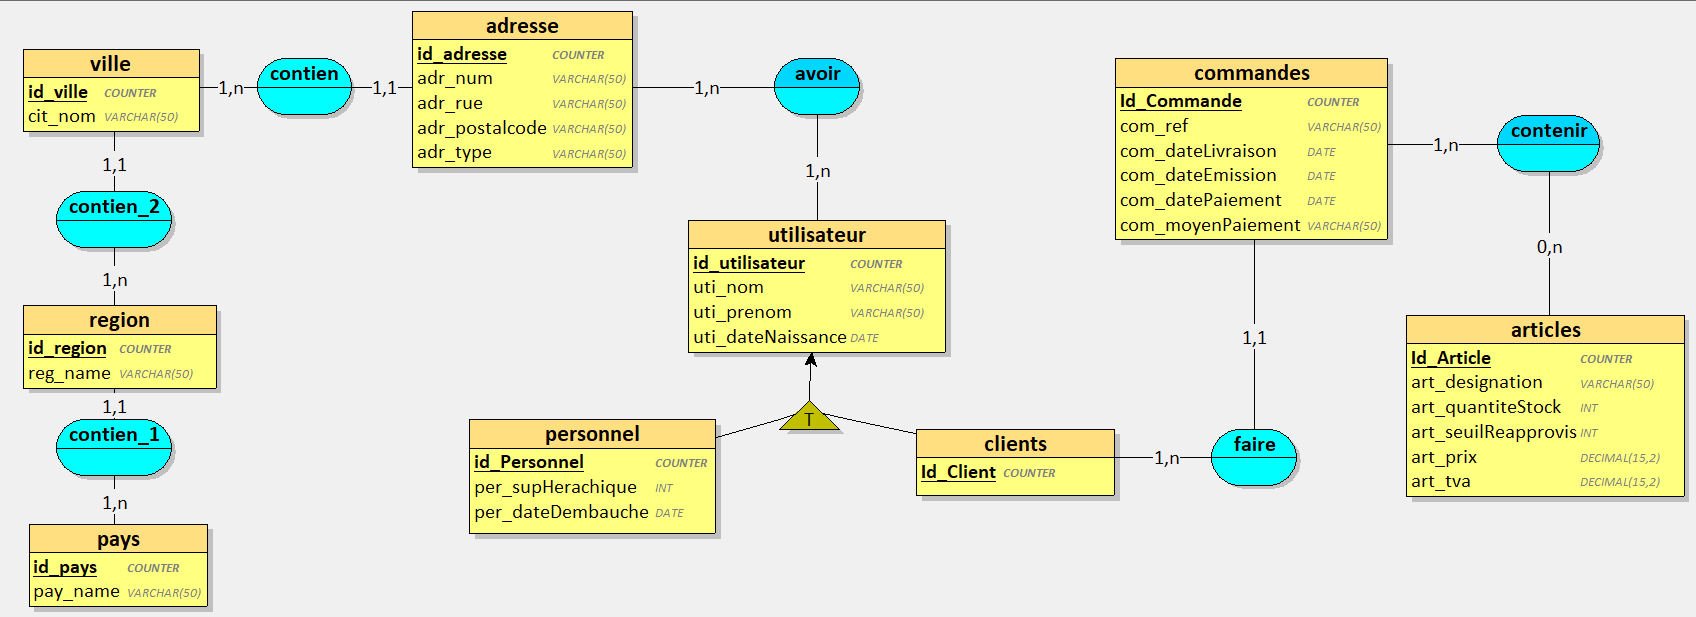 ville
id_ville COUNTER
cit_nom VARCHAR(50)
1,n
contien
1,1
adresse
id_adresse COUNTER
adr_num VARCHAR(50)
adr_rue VARCHAR(50)
adr_postalcode VARCHAR(50)
adr_type VARCHAR(50)
1,n
avoir
1,n
1,1
contien_2
1,n
region
id_region COUNTER
reg_name VARCHAR(50)
1,1
contien_1
1,n
pays
id_pays COUNTER
pay_name VARCHAR(50)
utilisateur
id_utilisateur COUNTER
uti_nom VARCHAR(50)
uti_prenom VARCHAR(50)
uti_dateNaissance DATE
T
personnel
id_Personnel COUNTER
per_supHerachique INT
per_dateDembauche DATE
clients
Id_Client COUNTER
1,n
faire
1,1
commandes
Id_Commande COUNTER
com_ref VARCHAR(50)
com_dateLivraison DATE
com_dateEmission DATE
com_datePaiement DATE
com_moyenPaiement VARCHAR(50)
1,n
contenir
0,n
articles
Id_Article COUNTER
art_designation VARCHAR(50)
art_quantiteStock INT
art_seuilReapprovis INT
art_prix DECIMAL(15,2)
art_tva DECIMAL(15,2)